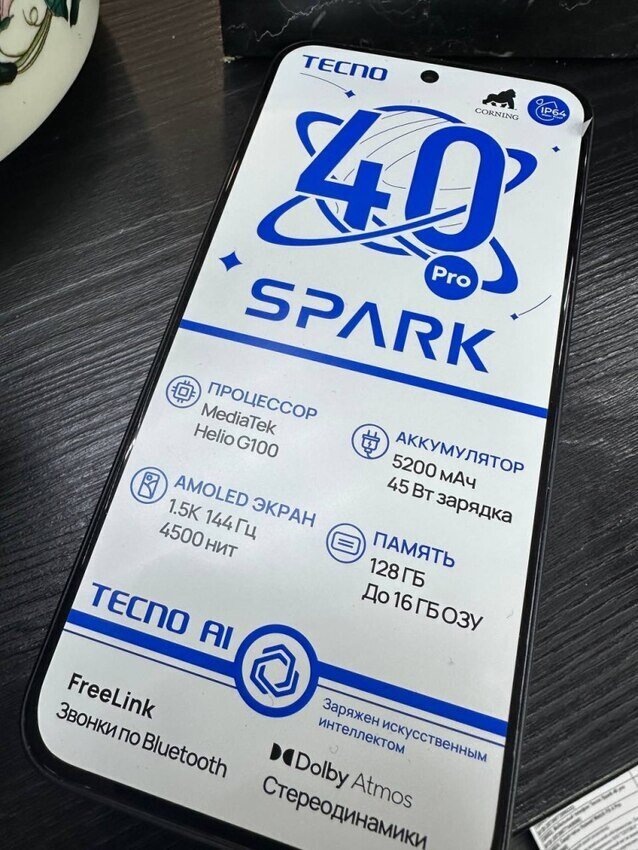 TECNO
CORNING
IP64
40
Pro
SPARK
ПРОЦЕССОР
MediaTek
Helio G100
АККУМУЛЯТОР
5200 мАч
45 Вт зарядка
AMOLED ЭКРАН
1.5K 144 Гц
4500 нит
ПАМЯТЬ
128 ГБ
До 16 ГБ ОЗУ
TECNO AI
Заряжен искусственным
интеллектом
FreeLink
Звонки по Bluetooth
Dolby Atmos
Стереодинамики